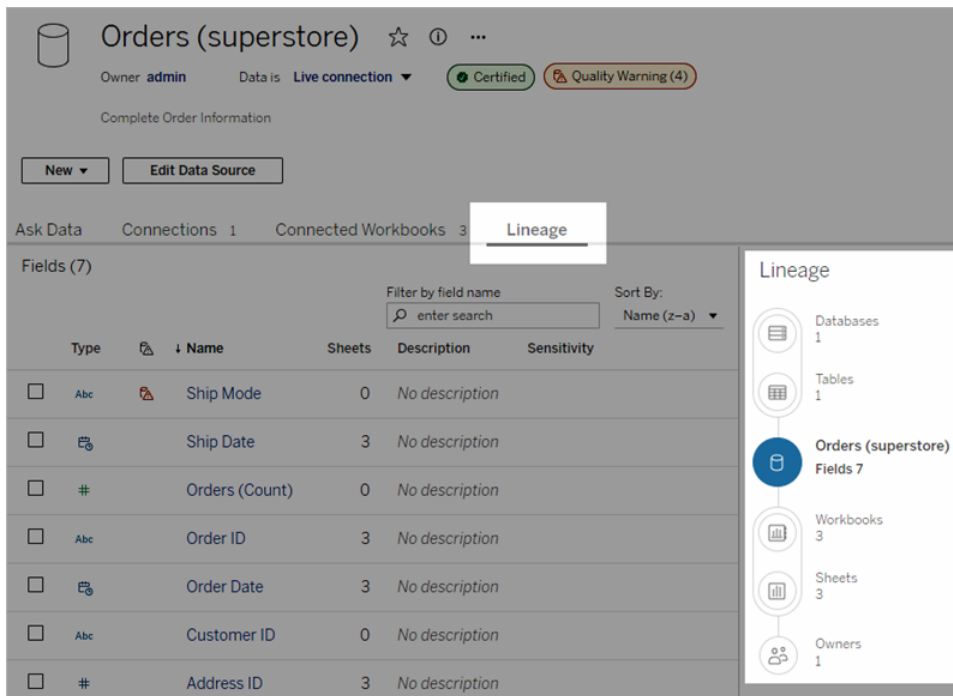 Orders (superstore)
Owner admin Data is Live connection Certified Quality Warning (4)
Complete Order Information
New Edit Data Source
Ask Data Connections 1 Connected Workbooks 3 Lineage
Fields (7)
Filter by field name Sort By:
enter search Name (z–a)
Type ↓ Name Sheets Description Sensitivity
Abc Ship Mode 0 No description
Ship Date 3 No description
# Orders (Count) 0 No description
Abc Order ID 3 No description
Order Date 3 No description
Abc Customer ID 0 No description
# Address ID 3 No description
Lineage
Databases
1
Tables
1
Orders (superstore)
Fields 7
Workbooks
3
Sheets
3
Owners
1